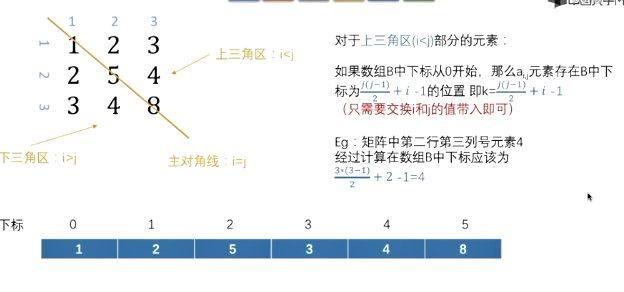 1 2 3
1 1 2 3
2 2 5 4
3 3 4 8
上三角区：i<j
下三角区：i>j
主对角线：i=j
对于上三角区(i<j)部分的元素：
如果数组B中下标从0开始，那么aᵢ,ⱼ元素存在B中下
标为j(j−1)/2 + i -1的位置 即k=j(j−1)/2 + i -1
（只需要交换i和j的值带入即可）
Eg：矩阵中第二行第三列号元素4
经过计算在数组B中下标应该为
3*(3−1)/2 + 2 -1=4
下标 0 1 2 3 4 5
1 2 5 3 4 8